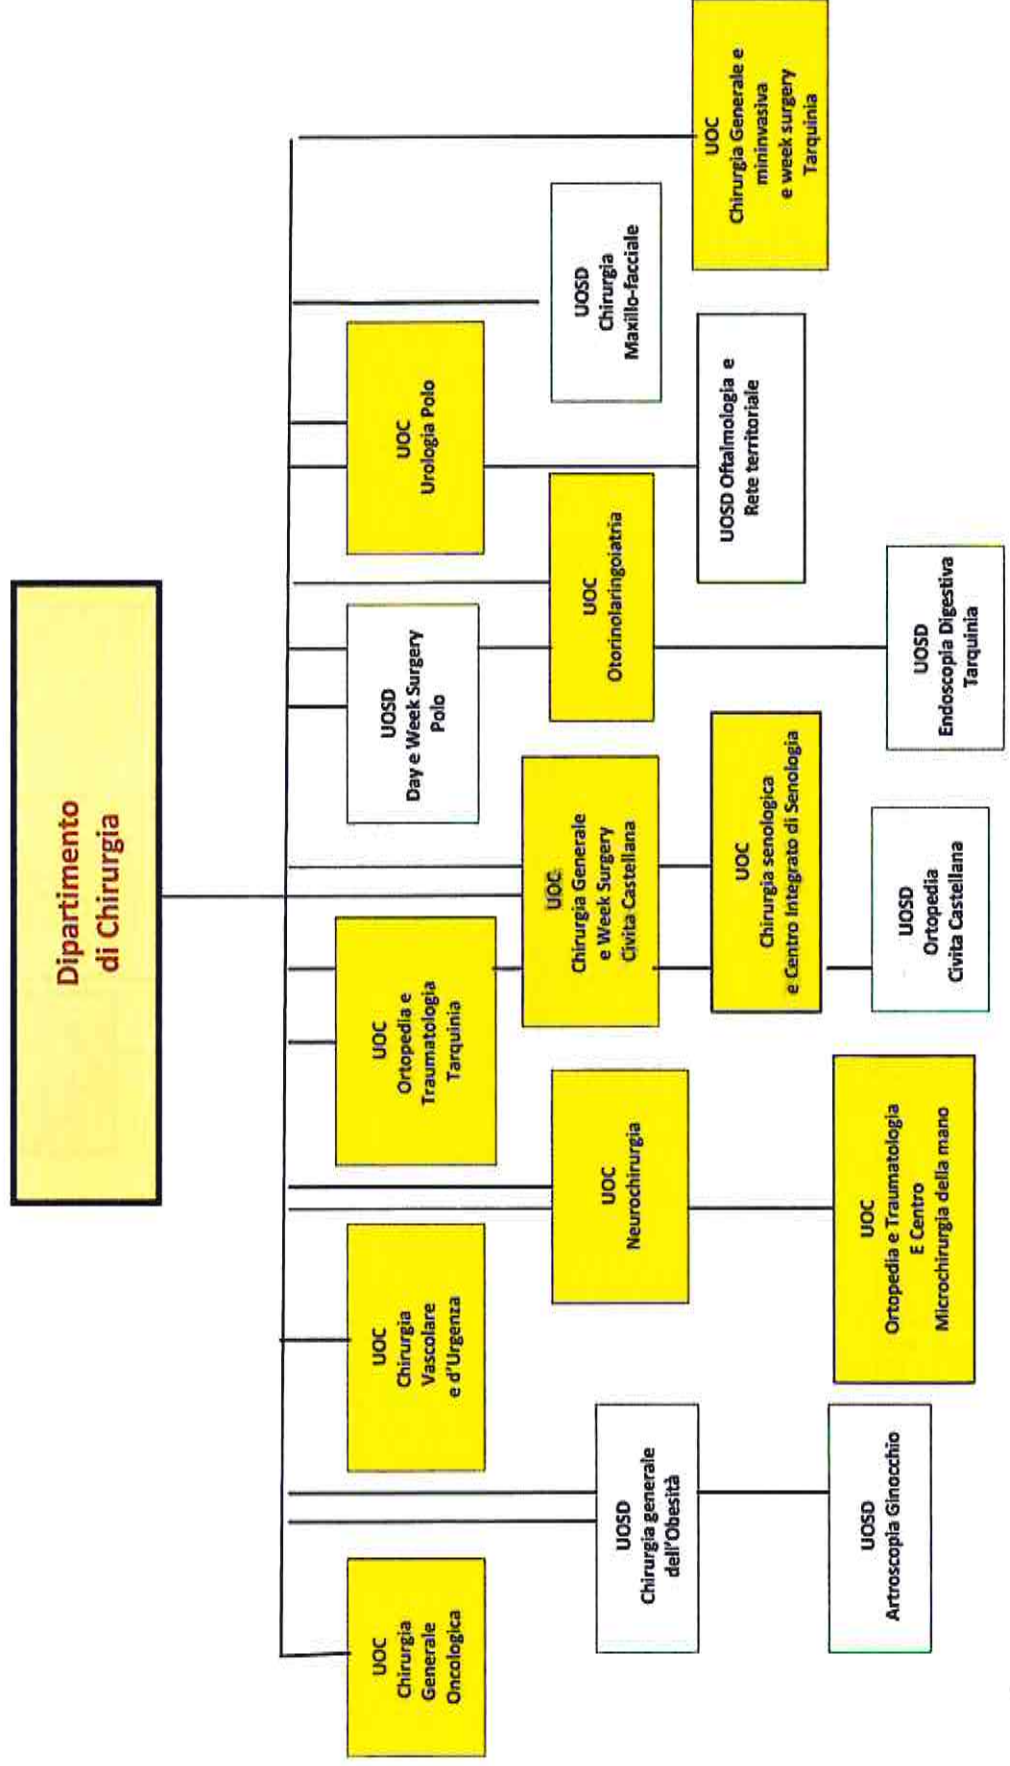 Dipartimento
di Chirurgia
UOC
Chirurgia
Generale
Oncologica
UOC
Chirurgia
Vascolare
e d'Urgenza
UOC
Ortopedia e
Traumatologia
Tarquinia
UOSD
Day e Week Surgery
Polo
UOC
Urologia Polo
UOSD
Chirurgia generale
dell'Obesità
UOC
Neurochirurgia
UOC
Chirurgia Generale
e Week Surgery
Civita Castellana
UOC
Otorinolaringoiatria
UOSD
Chirurgia
Maxillo-facciale
UOC
Chirurgia senologica
e Centro Integrato di Senologia
UOSD Oftalmologia e
Rete territoriale
UOC
Chirurgia Generale e
mininvasiva
e week surgery
Tarquinia
UOSD
Artroscopia Ginocchio
UOC
Ortopedia e Traumatologia
E Centro
Microchirurgia della mano
UOSD
Ortopedia
Civita Castellana
UOSD
Endoscopia Digestiva
Tarquinia